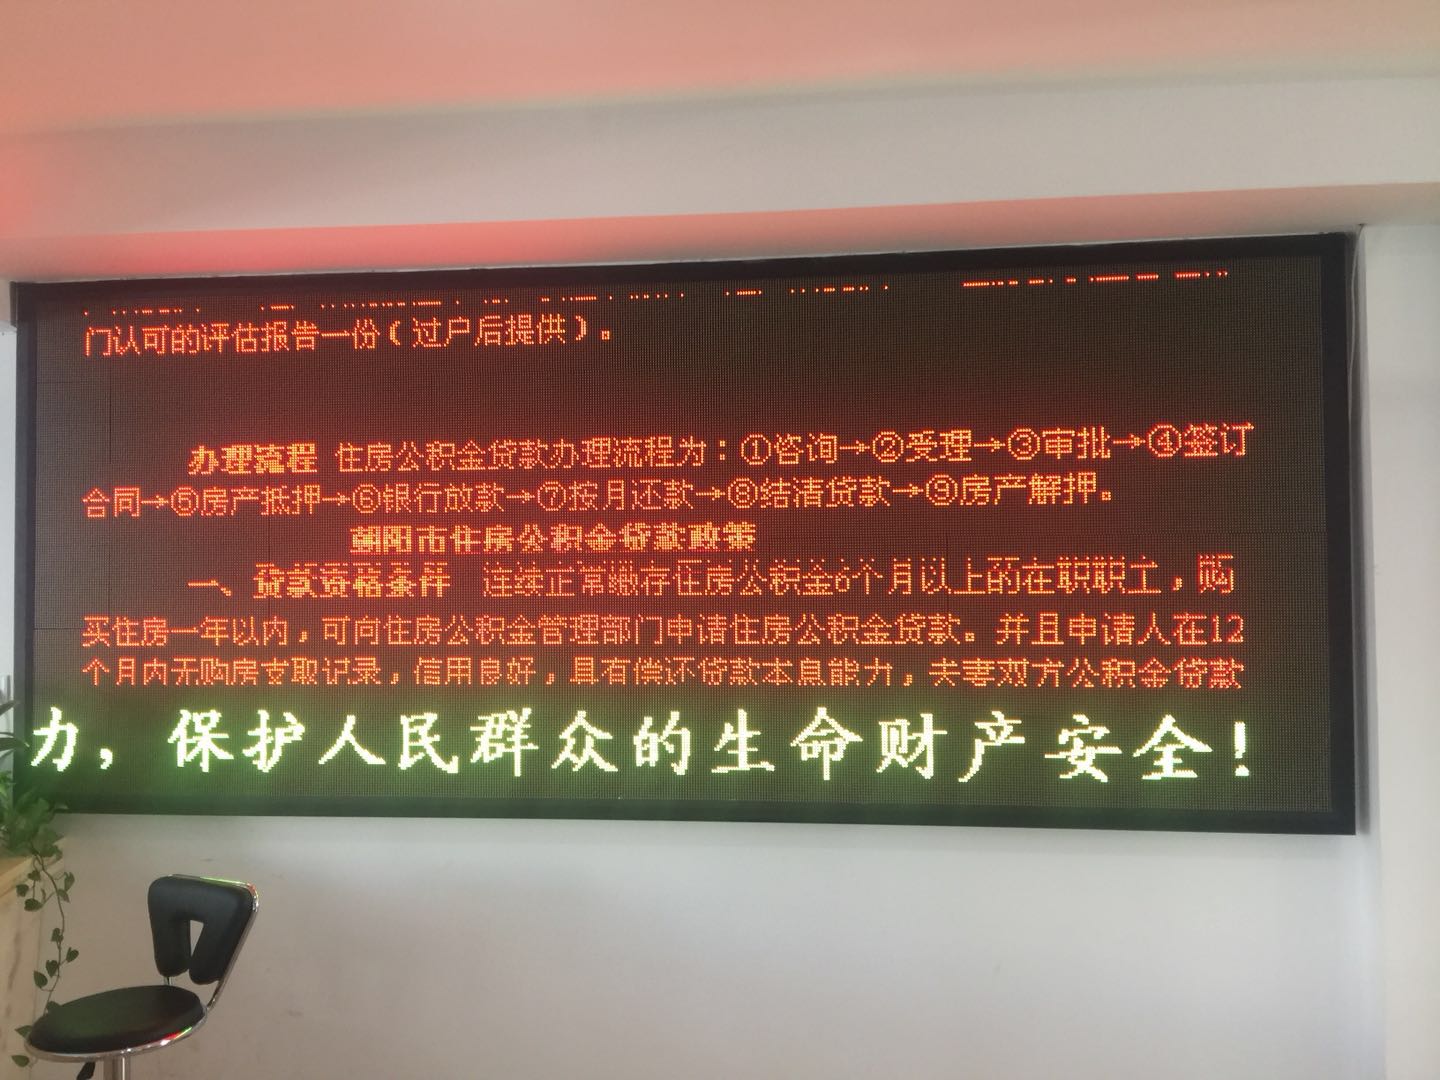 门认可的评估报告一份(过户后提供)。
办理流程 住房公积金贷款办理流程为:①咨询→②受理→③审批→④签订
合同→⑤房产抵押→⑥银行放款→⑦按月还款→⑧结清贷款→⑨房产解押。
朝阳市住房公积金贷款政策
一、贷款资格条件 连续正常缴存住房公积金6个月以上的在职职工,购
买住房一年以内,可向住房公积金管理部门申请住房公积金贷款。并且申请人在12
个月内无购房支取记录,信用良好,具有偿还贷款本息能力,夫妻双方公积金贷款
力,保护人民群众的生命财产安全!